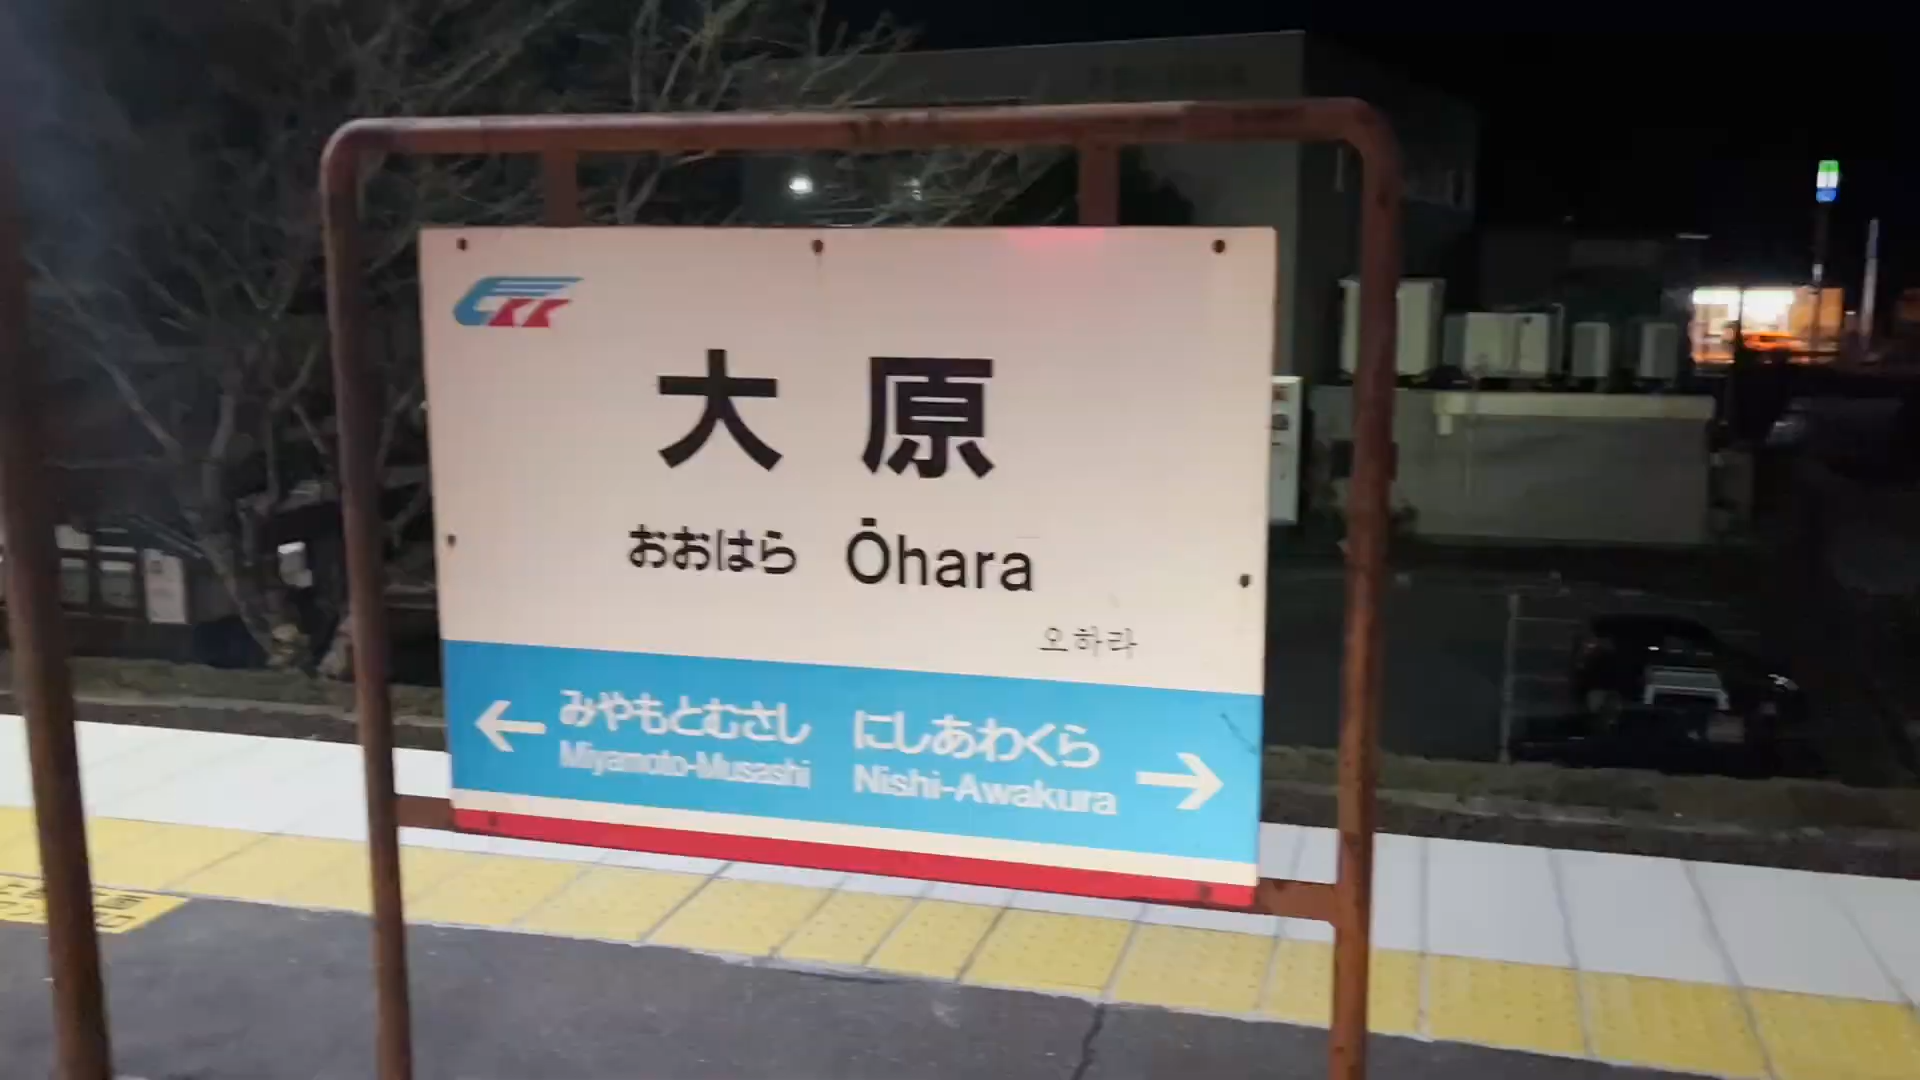 大原
おおはら Ōhara
오하라
← みやもとむさし にしあわくら →
Miyamoto-Musashi Nishi-Awakura